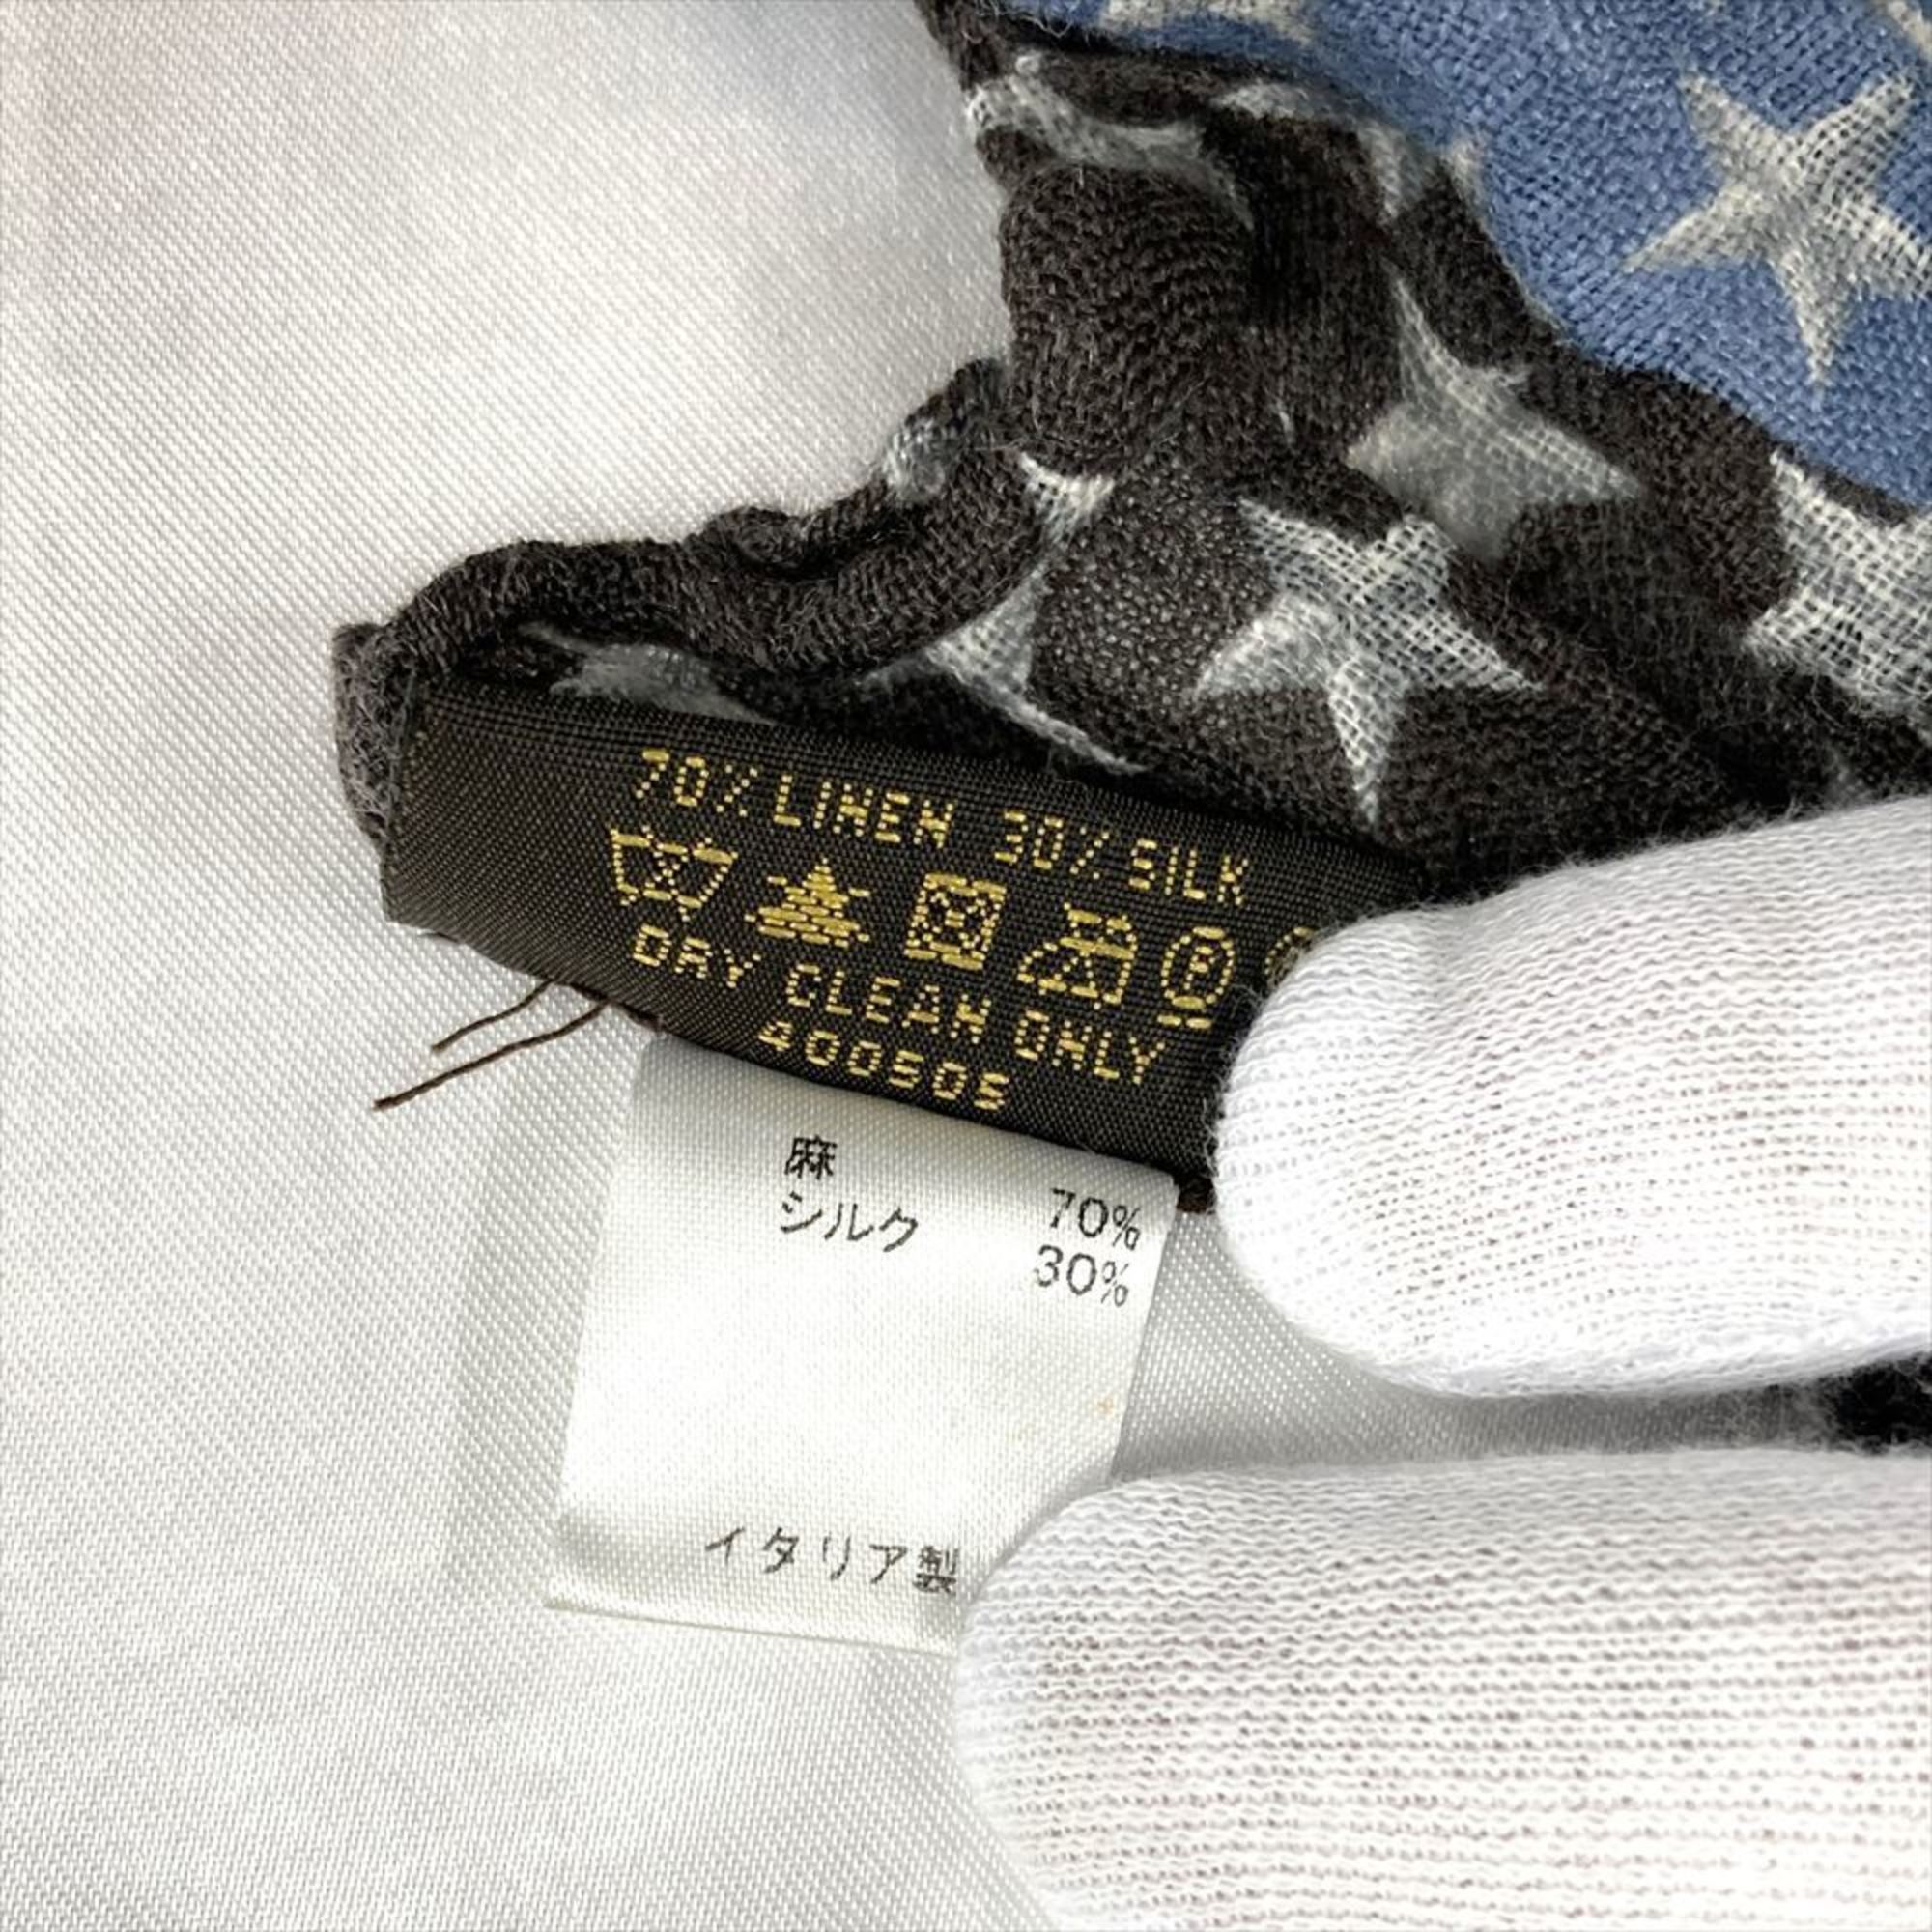 70% LINEN 30% SILK
P
DRY CLEAN ONLY
400505
麻 70%
シルク 30%
イタリア製